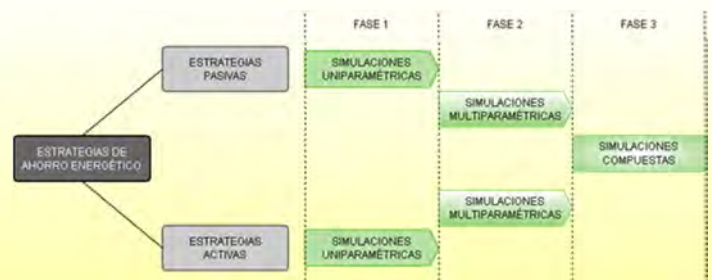 FASE 1
FASE 2
FASE 3
ESTRATEGIAS
PASIVAS
SIMULACIONES
UNIPARAMÉTRICAS
SIMULACIONES
MULTIPARAMÉTRICAS
ESTRATEGIAS DE
AHORRO ENERGÉTICO
SIMULACIONES
COMPUESTAS
SIMULACIONES
MULTIPARAMÉTRICAS
ESTRATEGIAS
ACTIVAS
SIMULACIONES
UNIPARAMÉTRICAS